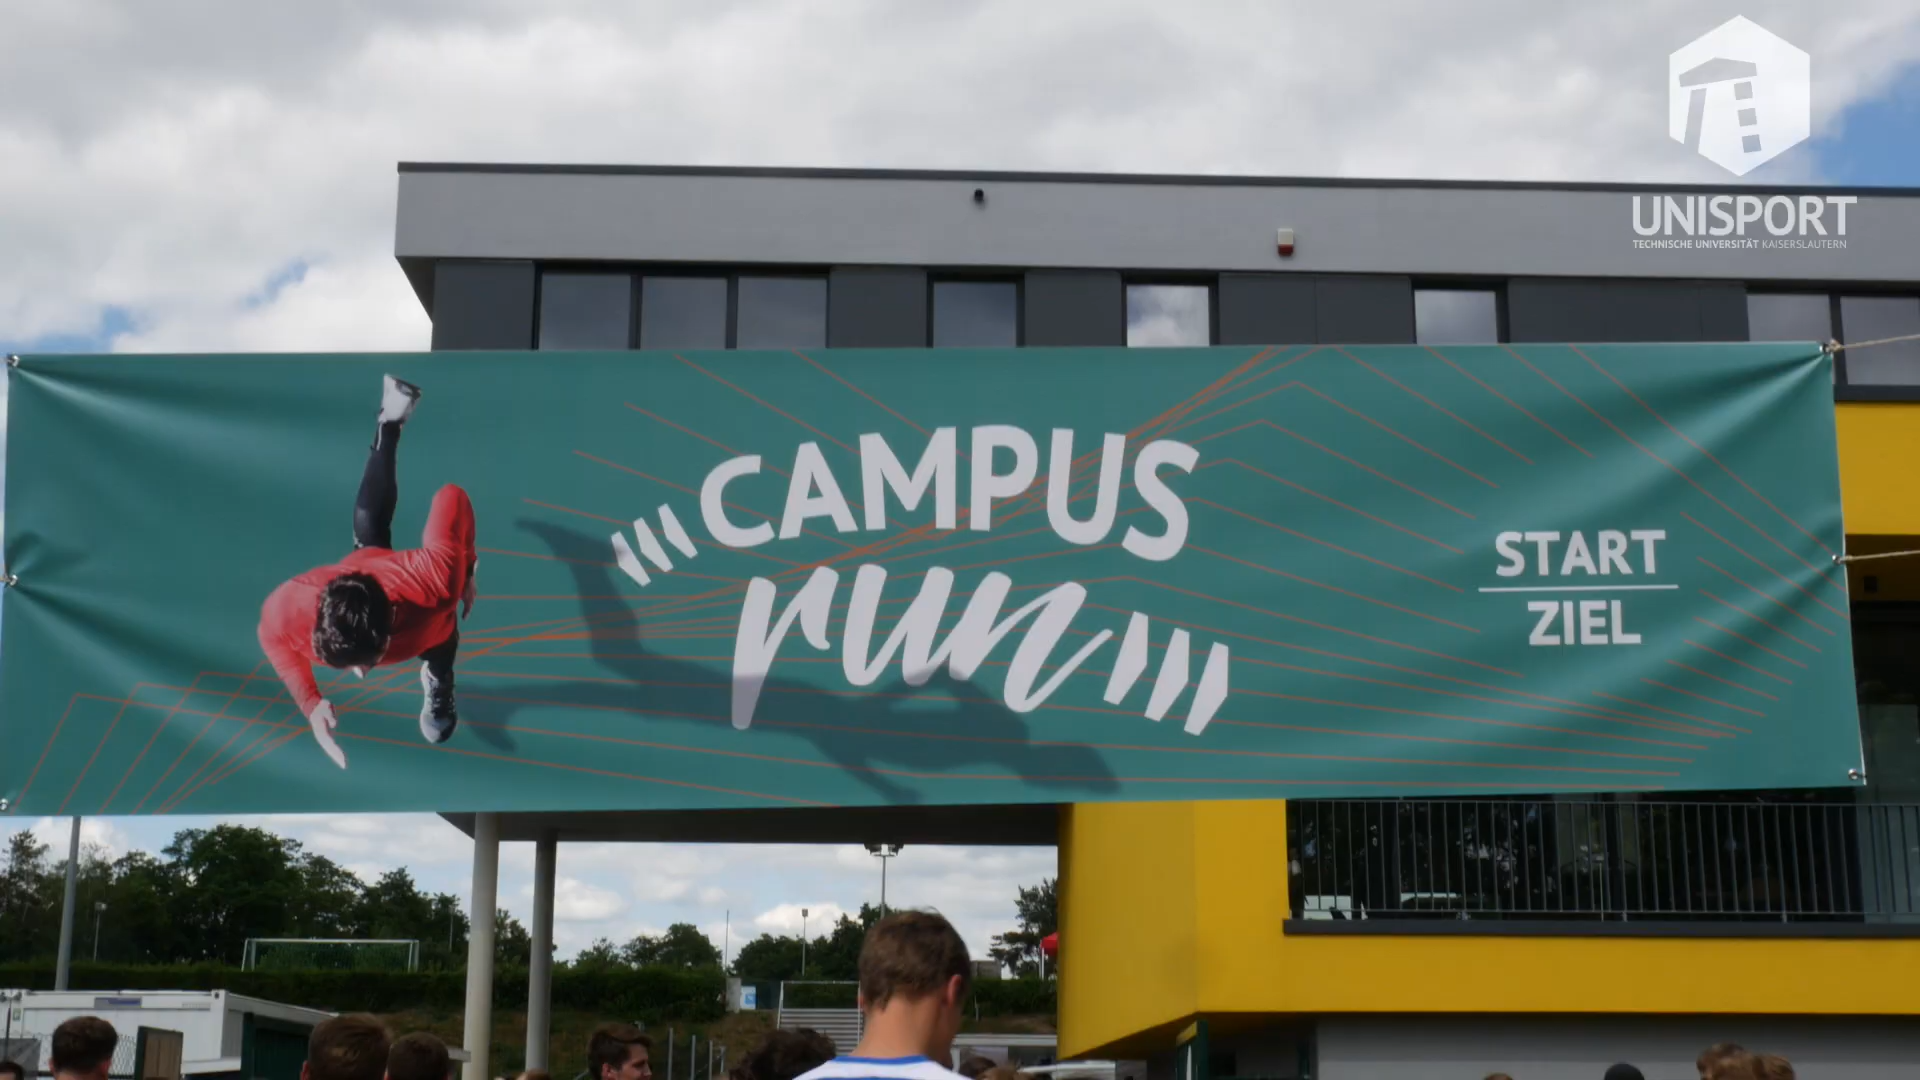 UNISPORT
TECHNISCHE UNIVERSITÄT KAISERSLAUTERN
CAMPUS
run
START
ZIEL